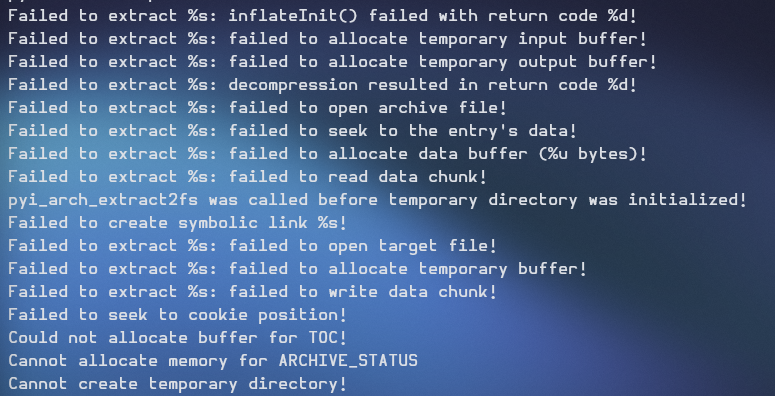 Failed to extract %s: inflateInit() failed with return code %d!
Failed to extract %s: failed to allocate temporary input buffer!
Failed to extract %s: failed to allocate temporary output buffer!
Failed to extract %s: decompression resulted in return code %d!
Failed to extract %s: failed to open archive file!
Failed to extract %s: failed to seek to the entry's data!
Failed to extract %s: failed to allocate data buffer (%u bytes)!
Failed to extract %s: failed to read data chunk!
pyi_arch_extract2fs was called before temporary directory was initialized!
Failed to create symbolic link %s!
Failed to extract %s: failed to open target file!
Failed to extract %s: failed to allocate temporary buffer!
Failed to extract %s: failed to write data chunk!
Failed to seek to cookie position!
Could not allocate buffer for TOC!
Cannot allocate memory for ARCHIVE_STATUS
Cannot create temporary directory!